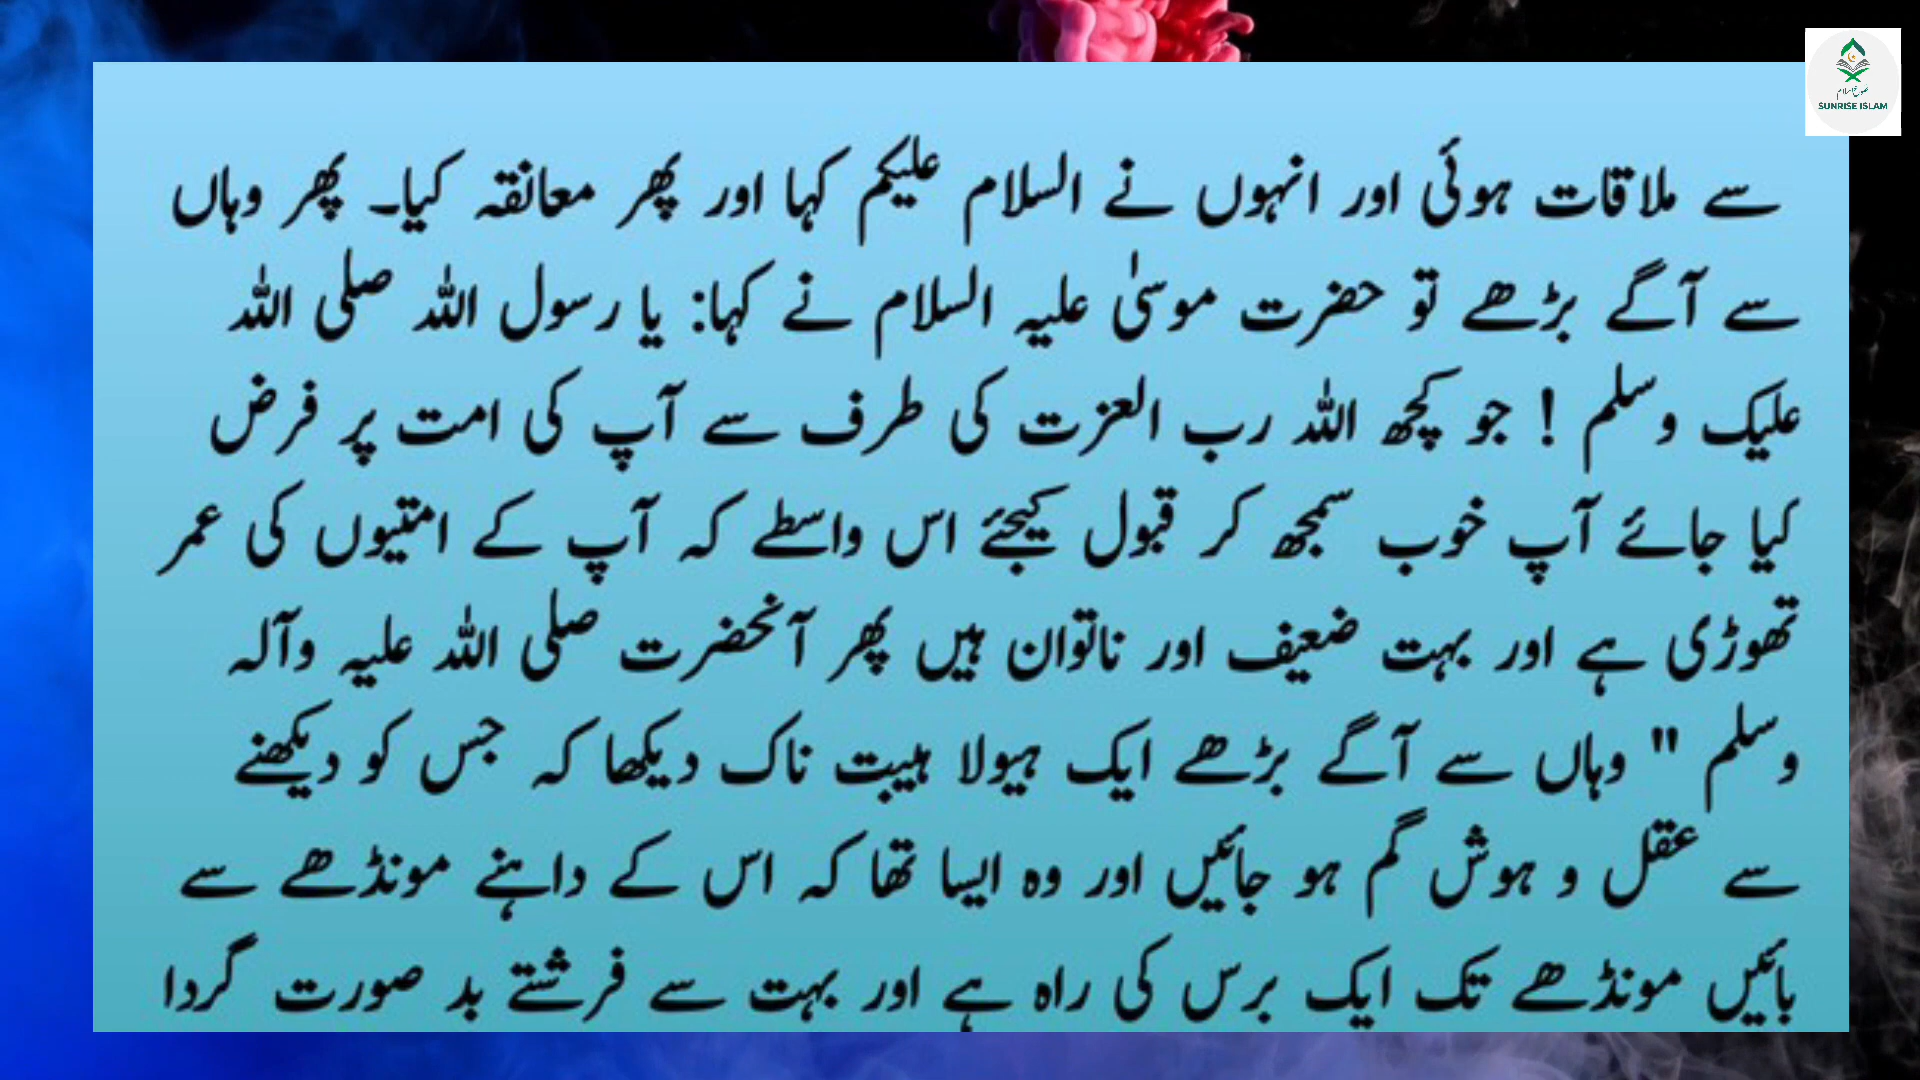 صبح اسلام
SUNRISE ISLAM
سے ملاقات ہوئی اور انہوں نے السلام علیکم کہا اور پھر معانقہ کیا۔ پھر وہاں
سے آگے بڑھے تو حضرت موسیٰ علیہ السلام نے کہا: یا رسول اللہ صلی اللہ
علیک وسلم ! جو کچھ اللہ رب العزت کی طرف سے آپ کی امت پر فرض
کیا جائے آپ خوب سمجھ کر قبول کیجئے اس واسطے کہ آپ کے امتیوں کی عمر
تھوڑی ہے اور بہت ضعیف اور ناتوان ہیں پھر آنحضرت صلی اللہ علیہ وآلہ
وسلم " وہاں سے آگے بڑھے ایک ہیولا ہیبت ناک دیکھا کہ جس کو دیکھنے
سے عقل و ہوش گم ہو جائیں اور وہ ایسا تھا کہ اس کے داہنے مونڈھے سے
بائیں مونڈھے تک ایک برس کی راہ ہے اور بہت سے فرشتے بد صورت گردا